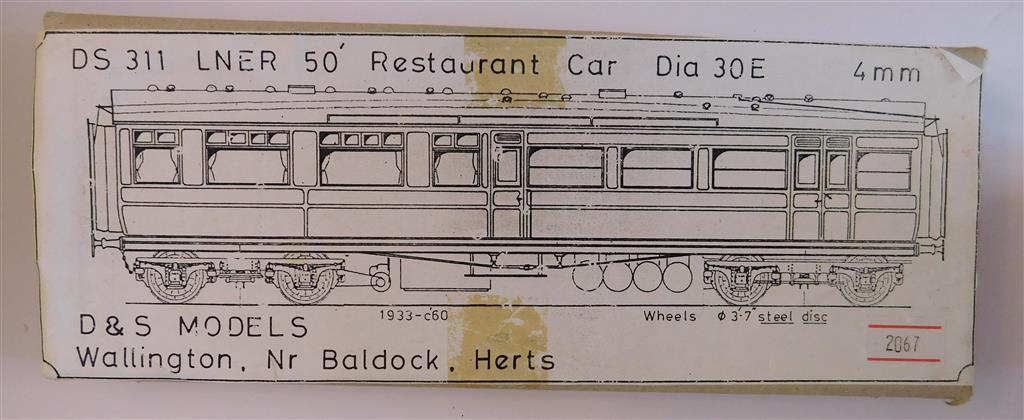 DS 311 LNER 50' Restaurant Car Dia 30E 4mm
1933-c'60 Wheels ϕ 3'-7" steel disc
D&S MODELS
2067
Wallington, Nr Baldock, Herts